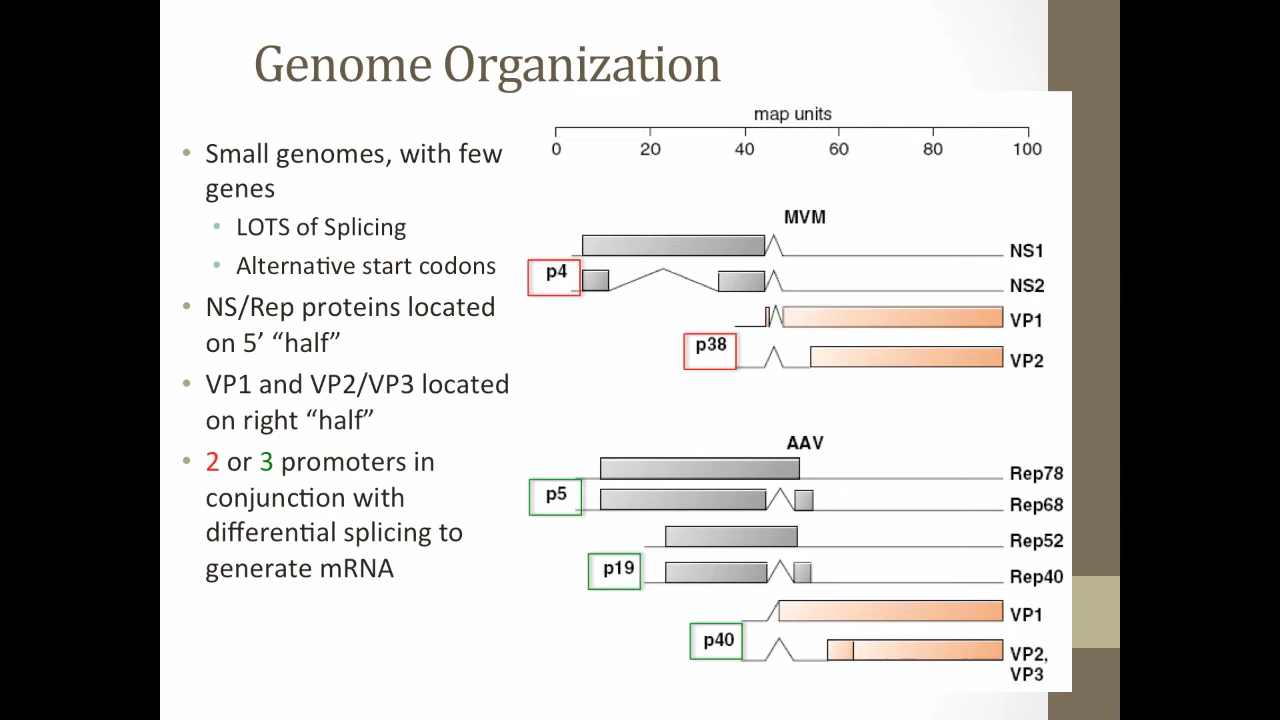 Genome Organization
• Small genomes, with few
genes
• LOTS of Splicing
• Alternative start codons
• NS/Rep proteins located
on 5’ “half”
• VP1 and VP2/VP3 located
on right “half”
• 2 or 3 promoters in
conjunction with
differential splicing to
generate mRNA
map units
0 20 40 60 80 100
MVM
NS1
p4
NS2
VP1
p38
VP2
AAV
Rep78
p5
Rep68
Rep52
p19
Rep40
VP1
p40
VP2,
VP3